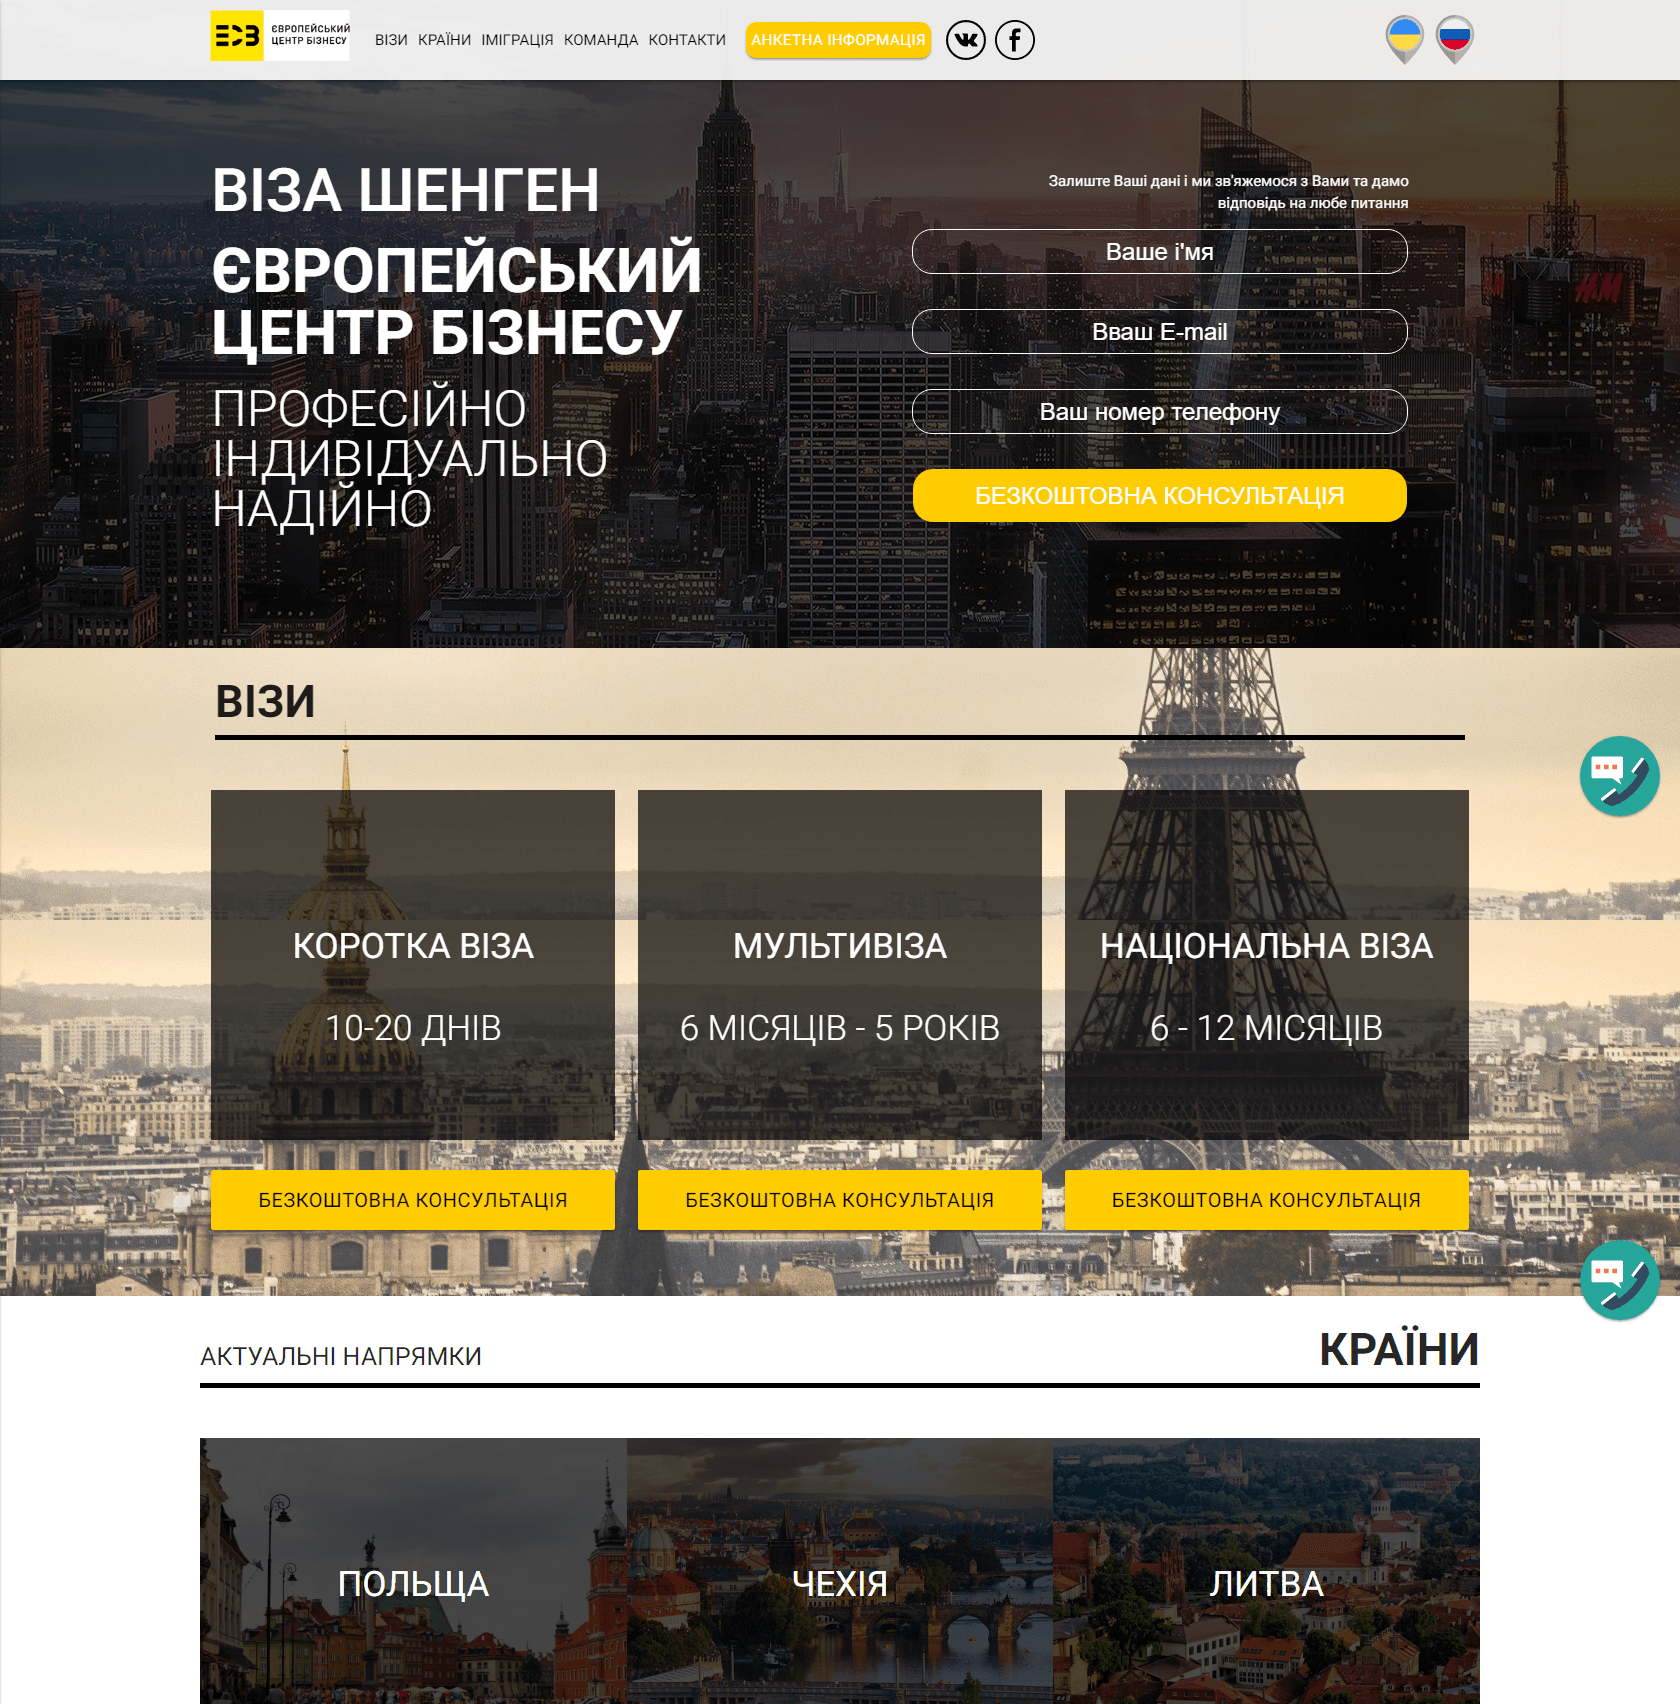 ЄВРОПЕЙСЬКИЙ
ЦЕНТР БІЗНЕСУ
ВІЗИ КРАЇНИ ІМІГРАЦІЯ КОМАНДА КОНТАКТИ АНКЕТНА ІНФОРМАЦІЯ
ВІЗА ШЕНГЕН
ЄВРОПЕЙСЬКИЙ
ЦЕНТР БІЗНЕСУ
ПРОФЕСІЙНО
ІНДИВІДУАЛЬНО
НАДІЙНО
Залиште Ваші дані і ми зв'яжемося з Вами та дамо
відповідь на любе питання
Ваше і'мя
Вваш E-mail
Ваш номер телефону
БЕЗКОШТОВНА КОНСУЛЬТАЦІЯ
H&M
ВІЗИ
КОРОТКА ВІЗА
10-20 ДНІВ
БЕЗКОШТОВНА КОНСУЛЬТАЦІЯ
МУЛЬТИВІЗА
6 МІСЯЦІВ - 5 РОКІВ
БЕЗКОШТОВНА КОНСУЛЬТАЦІЯ
НАЦІОНАЛЬНА ВІЗА
6 - 12 МІСЯЦІВ
БЕЗКОШТОВНА КОНСУЛЬТАЦІЯ
АКТУАЛЬНІ НАПРЯМКИ
КРАЇНИ
ПОЛЬЩА
ЧЕХІЯ
ЛИТВА